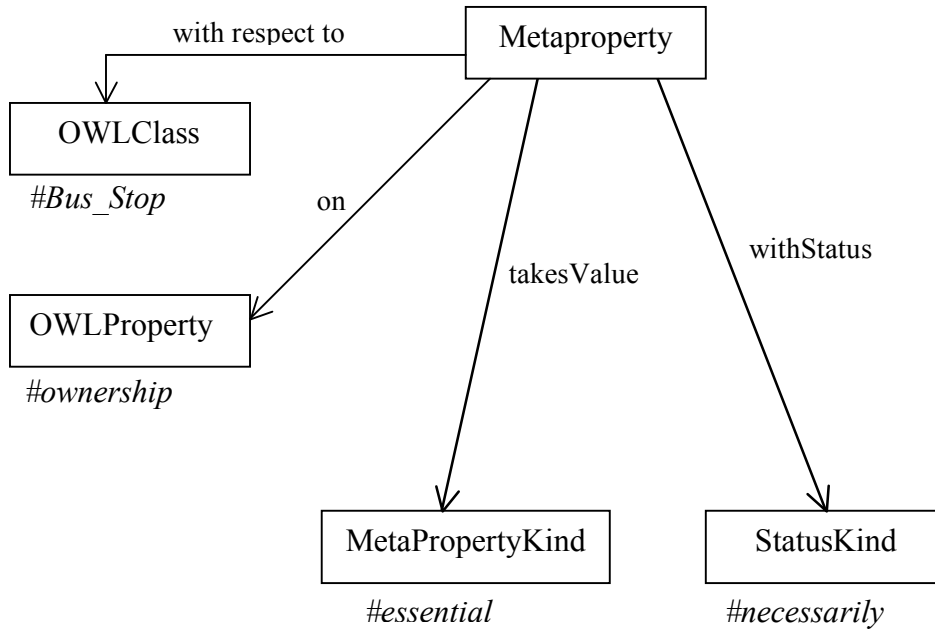 with respect to
Metaproperty
OWLClass
#Bus_Stop
on
withStatus
takesValue
OWLProperty
#ownership
MetaPropertyKind
StatusKind
#essential
#necessarily